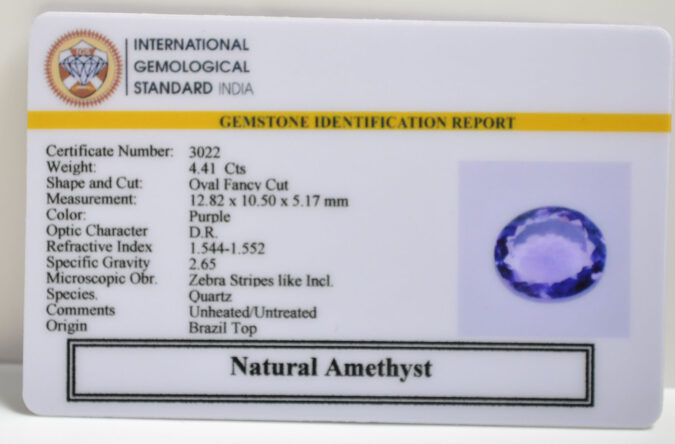 INTERNATIONAL
GEMOLOGICAL
STANDARD INDIA
GEMSTONE IDENTIFICATION REPORT
Certificate Number: 3022
Weight: 4.41 Cts
Shape and Cut: Oval Fancy Cut
Measurement: 12.82 x 10.50 x 5.17 mm
Color: Purple
Optic Character D.R.
Refractive Index 1.544-1.552
Specific Gravity 2.65
Microscopic Obr. Zebra Stripes like Incl.
Species. Quartz
Comments Unheated/Untreated
Origin Brazil Top
Natural Amethyst